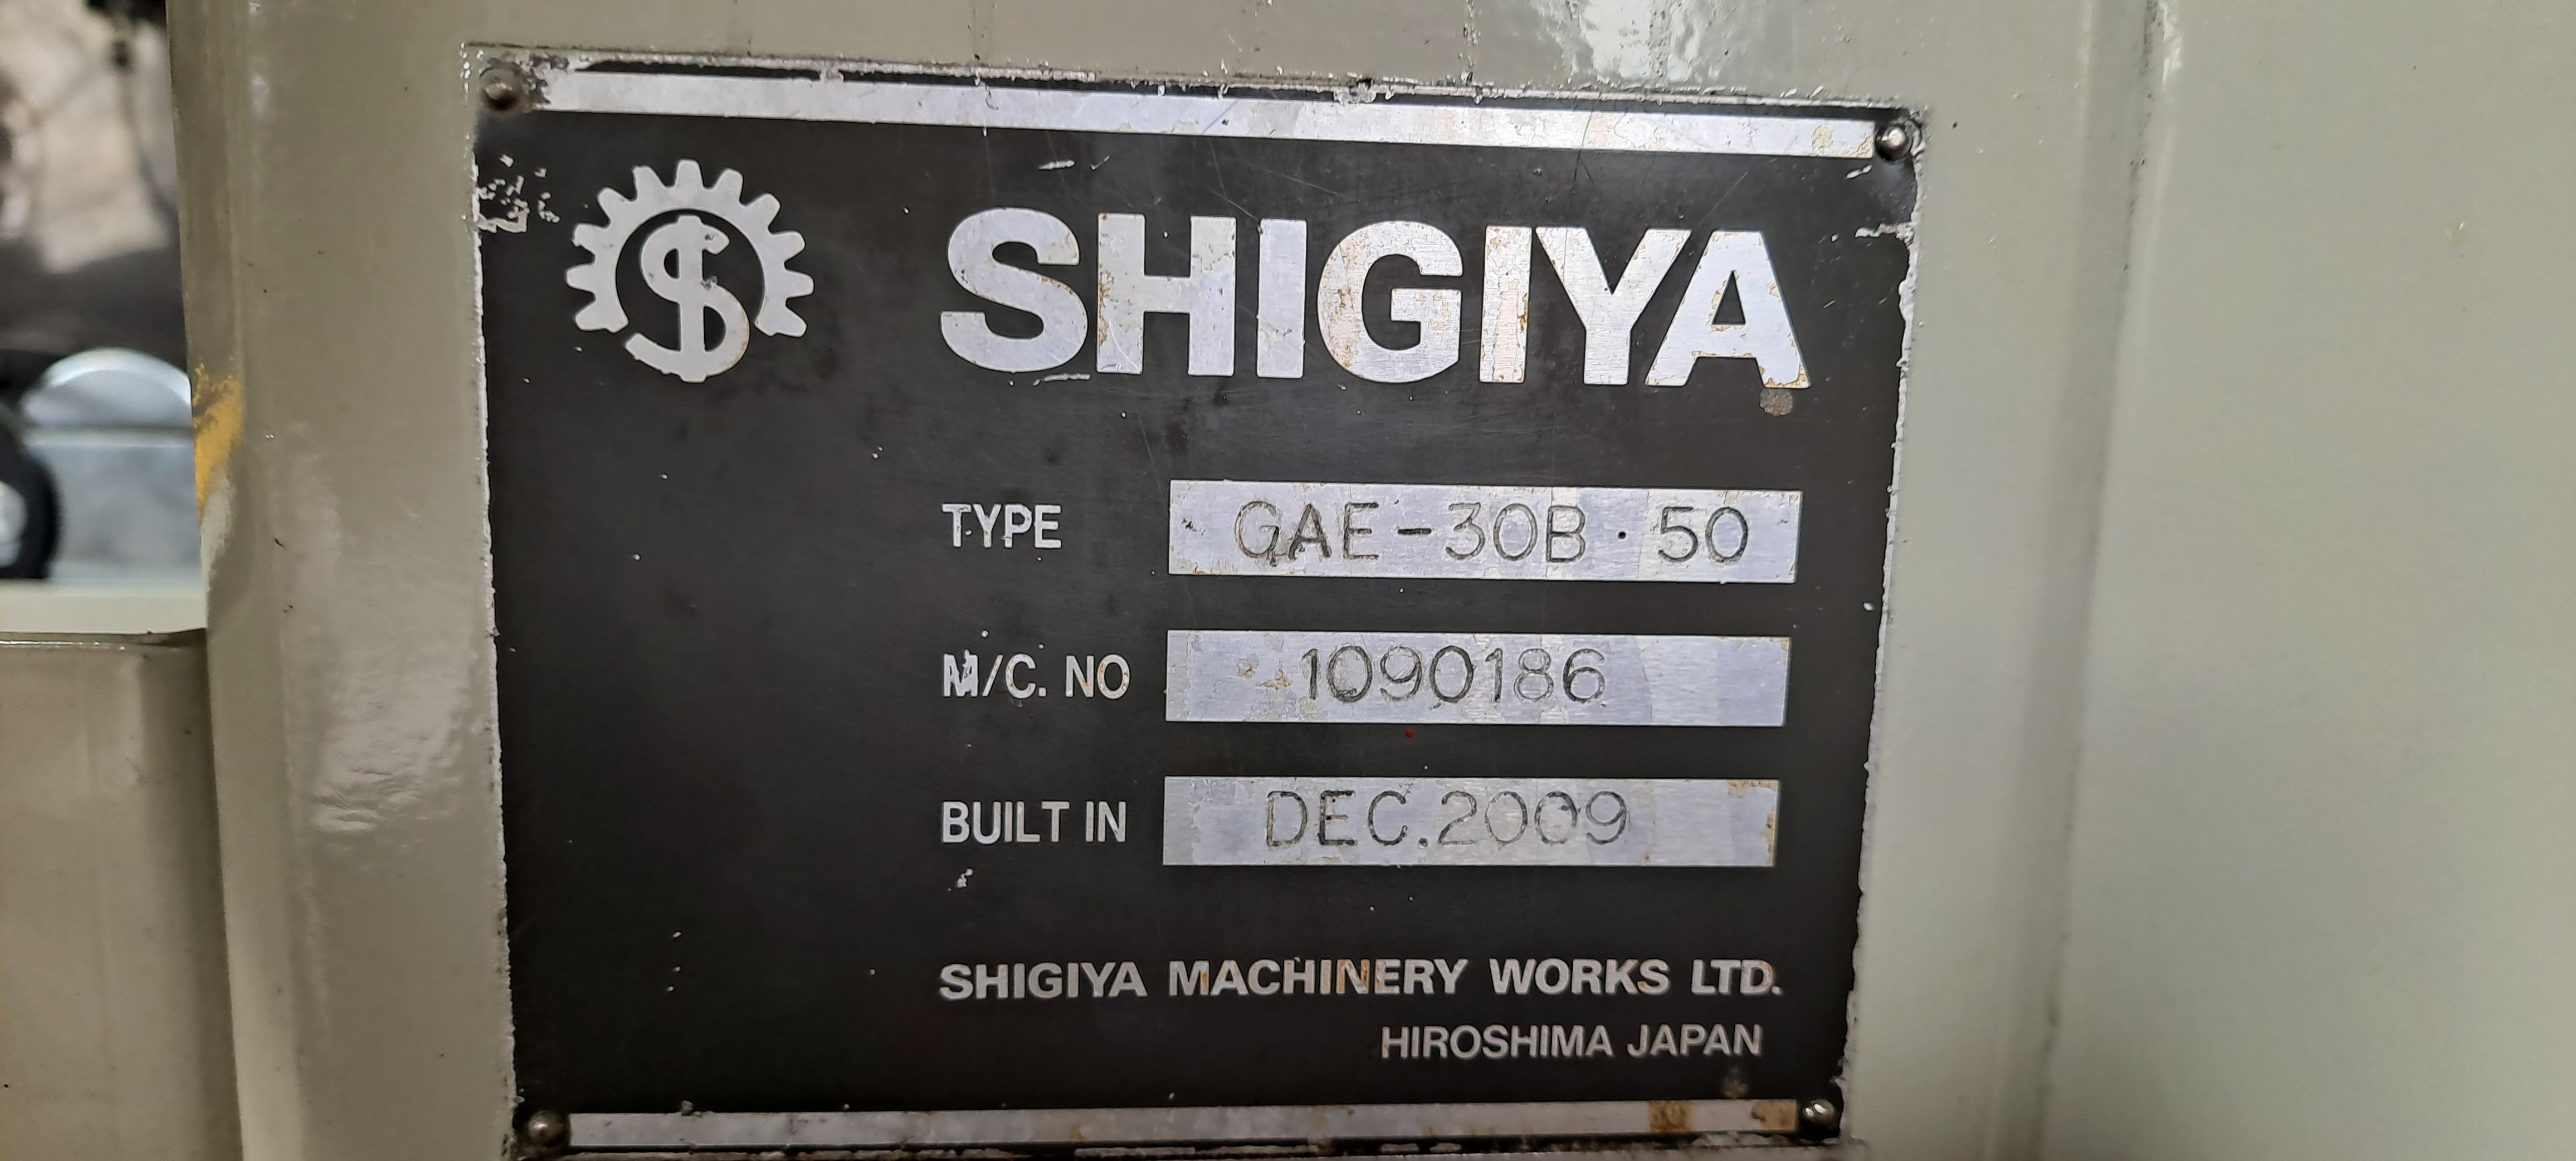 SHIGIYA
TYPE GAE-30B·50
M/C. NO 1090186
BUILT IN DEC.2009
SHIGIYA MACHINERY WORKS LTD.
HIROSHIMA JAPAN